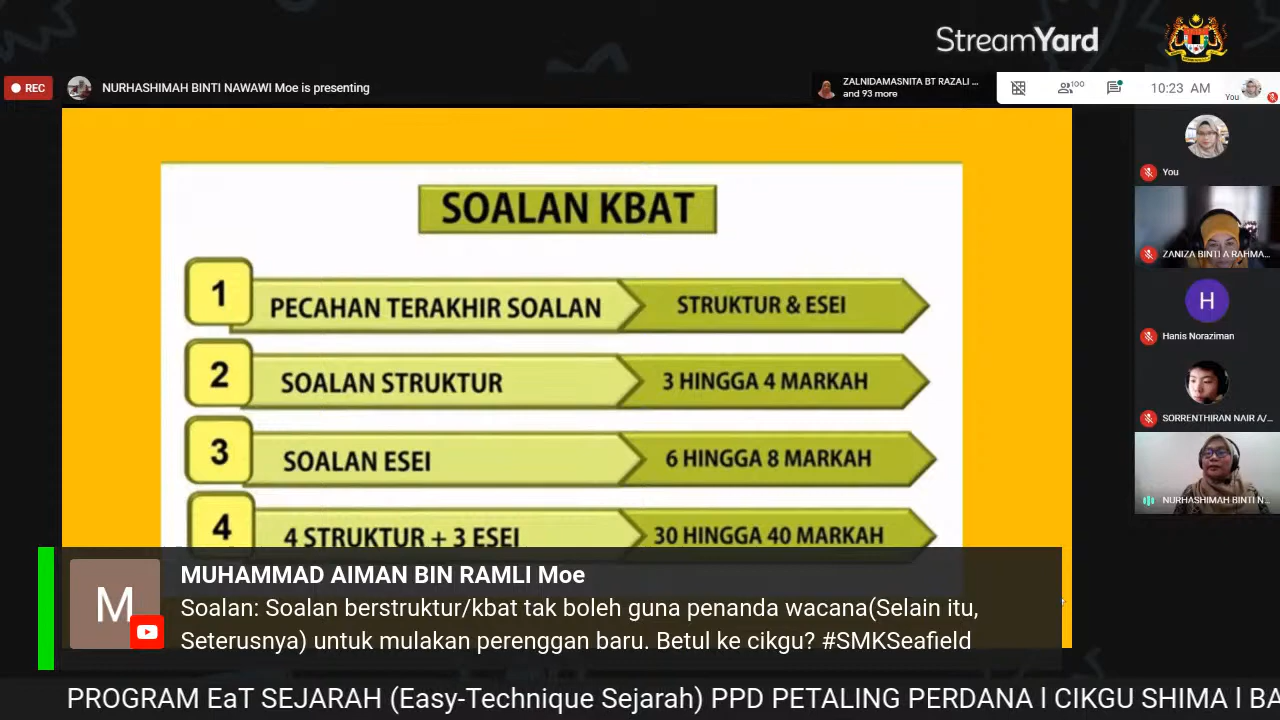 StreamYard
REC
NURHASHIMAH BINTI NAWAWI Moe is presenting
ZALNIDAMASNITA BT RAZALI ...
and 93 more
100
10:23 AM
You
You
ZANIZA BINTI A RAHMA...
H
Hanis Noraziman
SORRENTHIRAN NAIR A/...
NURHASHIMAH BINTI N...
SOALAN KBAT
1 PECAHAN TERAKHIR SOALAN STRUKTUR & ESEI
2 SOALAN STRUKTUR 3 HINGGA 4 MARKAH
3 SOALAN ESEI 6 HINGGA 8 MARKAH
4 4 STRUKTUR + 3 ESEI 30 HINGGA 40 MARKAH
M
MUHAMMAD AIMAN BIN RAMLI Moe
Soalan: Soalan berstruktur/kbat tak boleh guna penanda wacana(Selain itu,
Seterusnya) untuk mulakan perenggan baru. Betul ke cikgu? #SMKSeafield
PROGRAM EaT SEJARAH (Easy-Technique Sejarah) PPD PETALING PERDANA l CIKGU SHIMA l BA